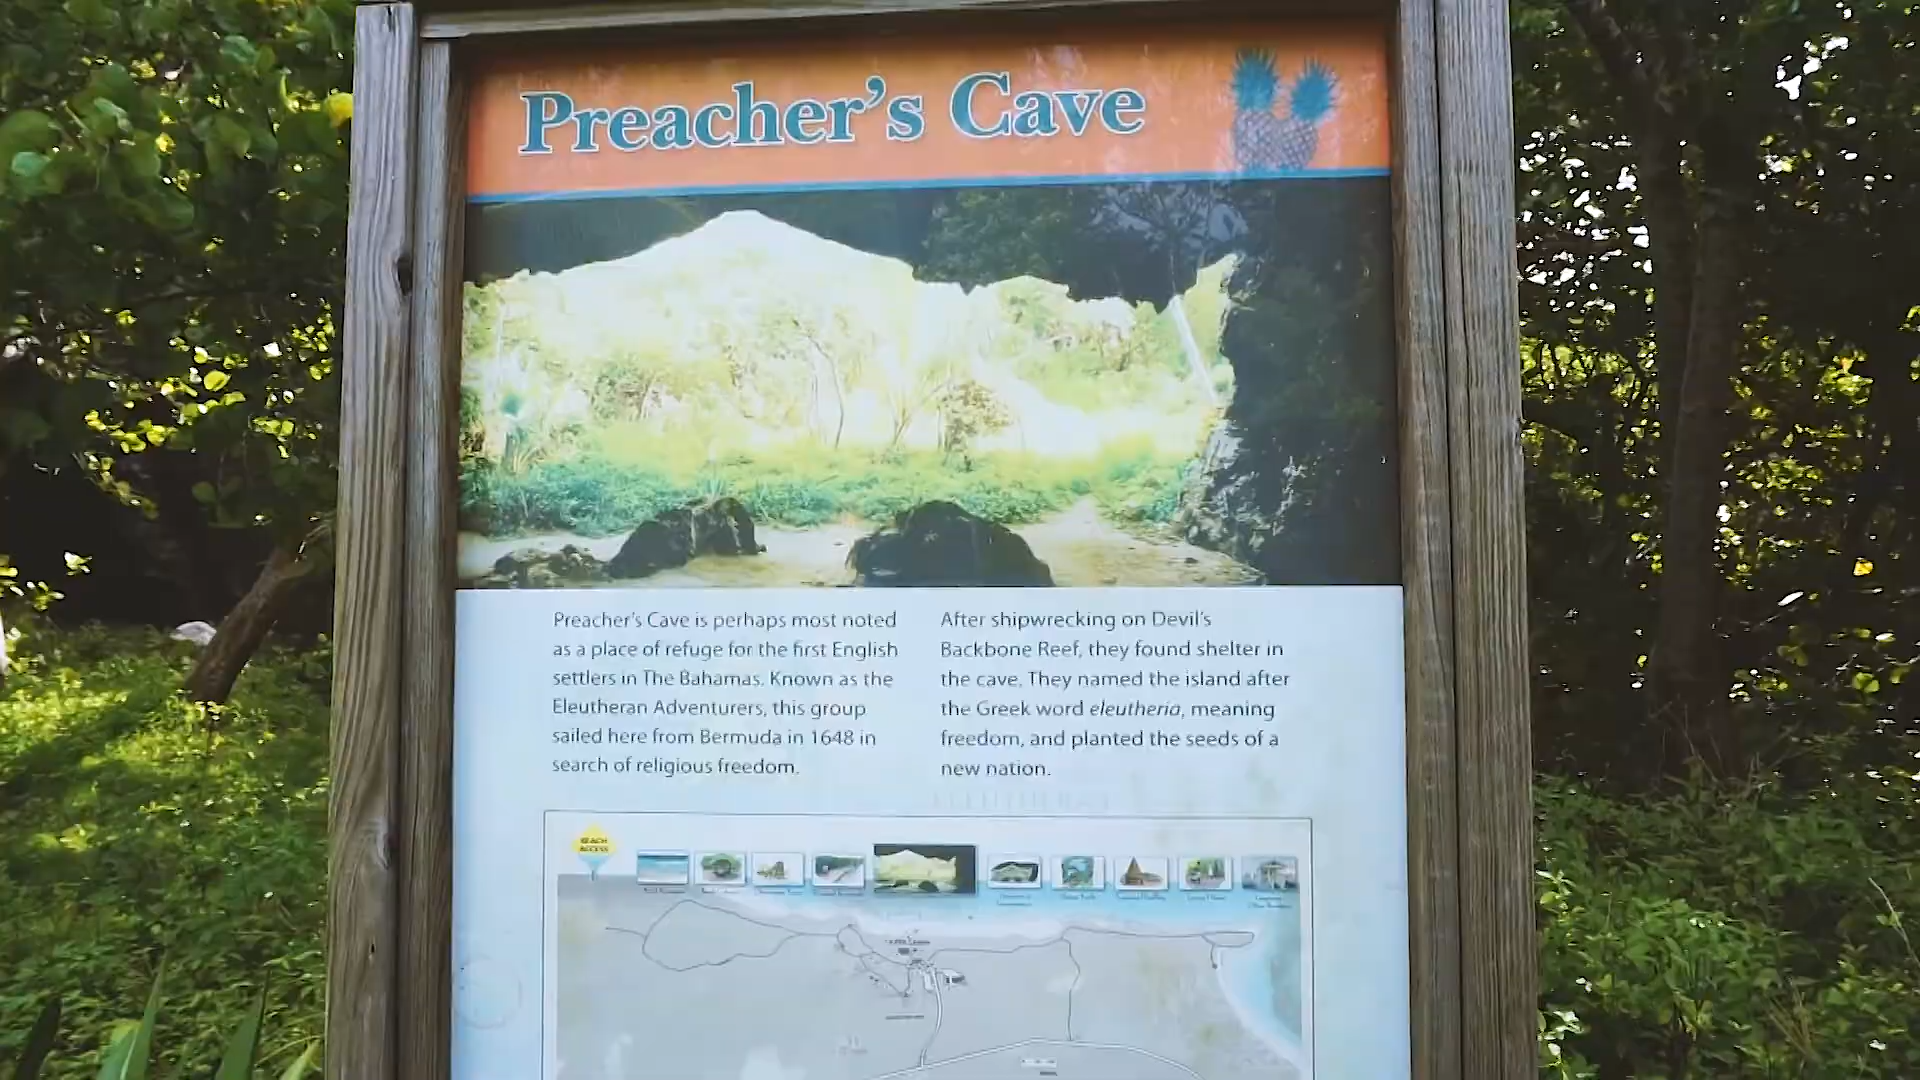 Preacher's Cave
Preacher's Cave is perhaps most noted
as a place of refuge for the first English
settlers in The Bahamas. Known as the
Eleutheran Adventurers, this group
sailed here from Bermuda in 1648 in
search of religious freedom.
After shipwrecking on Devil's
Backbone Reef, they found shelter in
the cave. They named the island after
the Greek word eleutheria, meaning
freedom, and planted the seeds of a
new nation.
BEACH
ACCESS